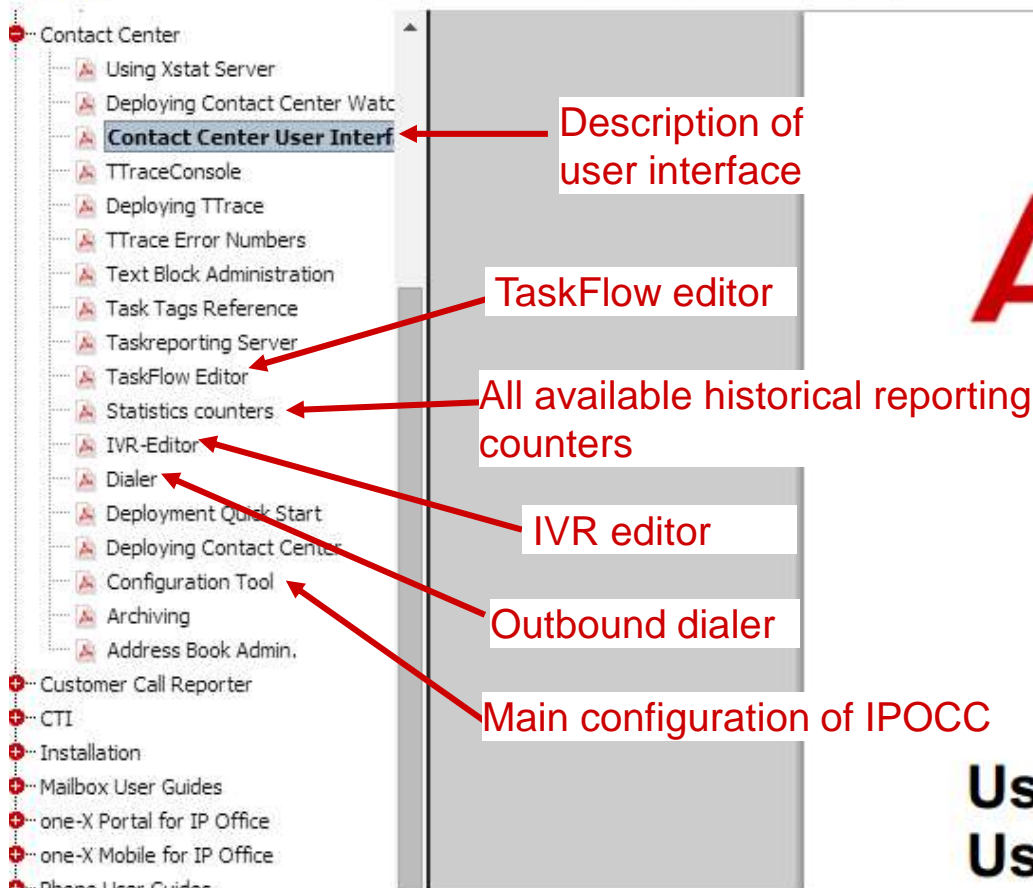 Contact Center
Using Xstat Server
Deploying Contact Center Watc
Contact Center User Interf
TTraceConsole
Deploying TTrace
TTrace Error Numbers
Text Block Administration
Task Tags Reference
Taskreporting Server
TaskFlow Editor
Statistics counters
IVR-Editor
Dialer
Deployment Quick Start
Deploying Contact Center
Configuration Tool
Archiving
Address Book Admin.
Customer Call Reporter
CTI
Installation
Mailbox User Guides
one-X Portal for IP Office
one-X Mobile for IP Office
Phone User Guides
Description of
user interface
TaskFlow editor
All available historical reporting
counters
IVR editor
Outbound dialer
Main configuration of IPOCC
A
Us
Us